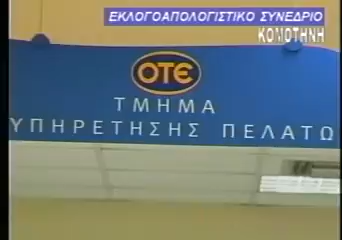 ΕΚΛΟΓΟΑΠΟΛΟΓΙΣΤΙΚΟ ΣΥΝΕΔΡΙΟ
ΚΟΜΟΤΗΝΗ
ΟΤΕ
ΤΜΗΜΑ
ΥΠΗΡΕΤΗΣΗΣ ΠΕΛΑΤΩ